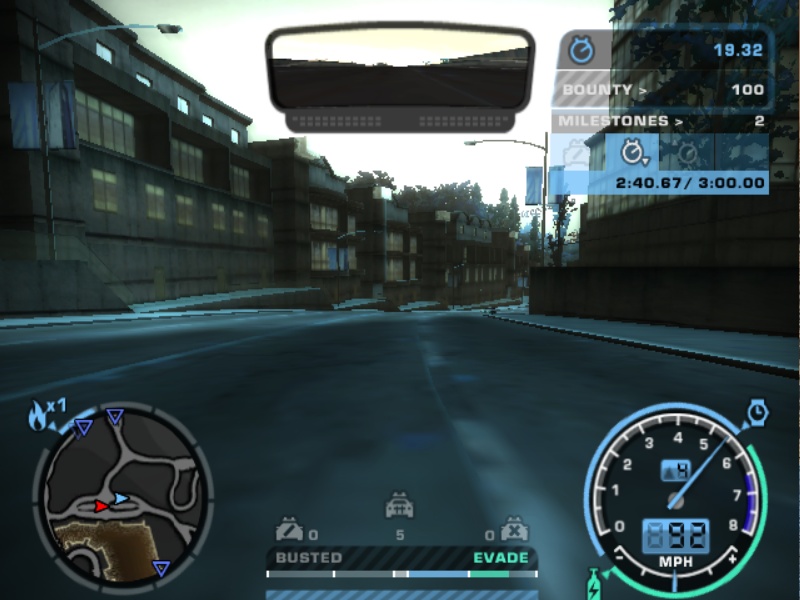 19.32
BOUNTY > 100
MILESTONES > 2
2:40.67/ 3:00.00
x1
0 5 0
BUSTED EVADE
0 1 2 3 4 5 6 7 8
4
92
MPH
- +